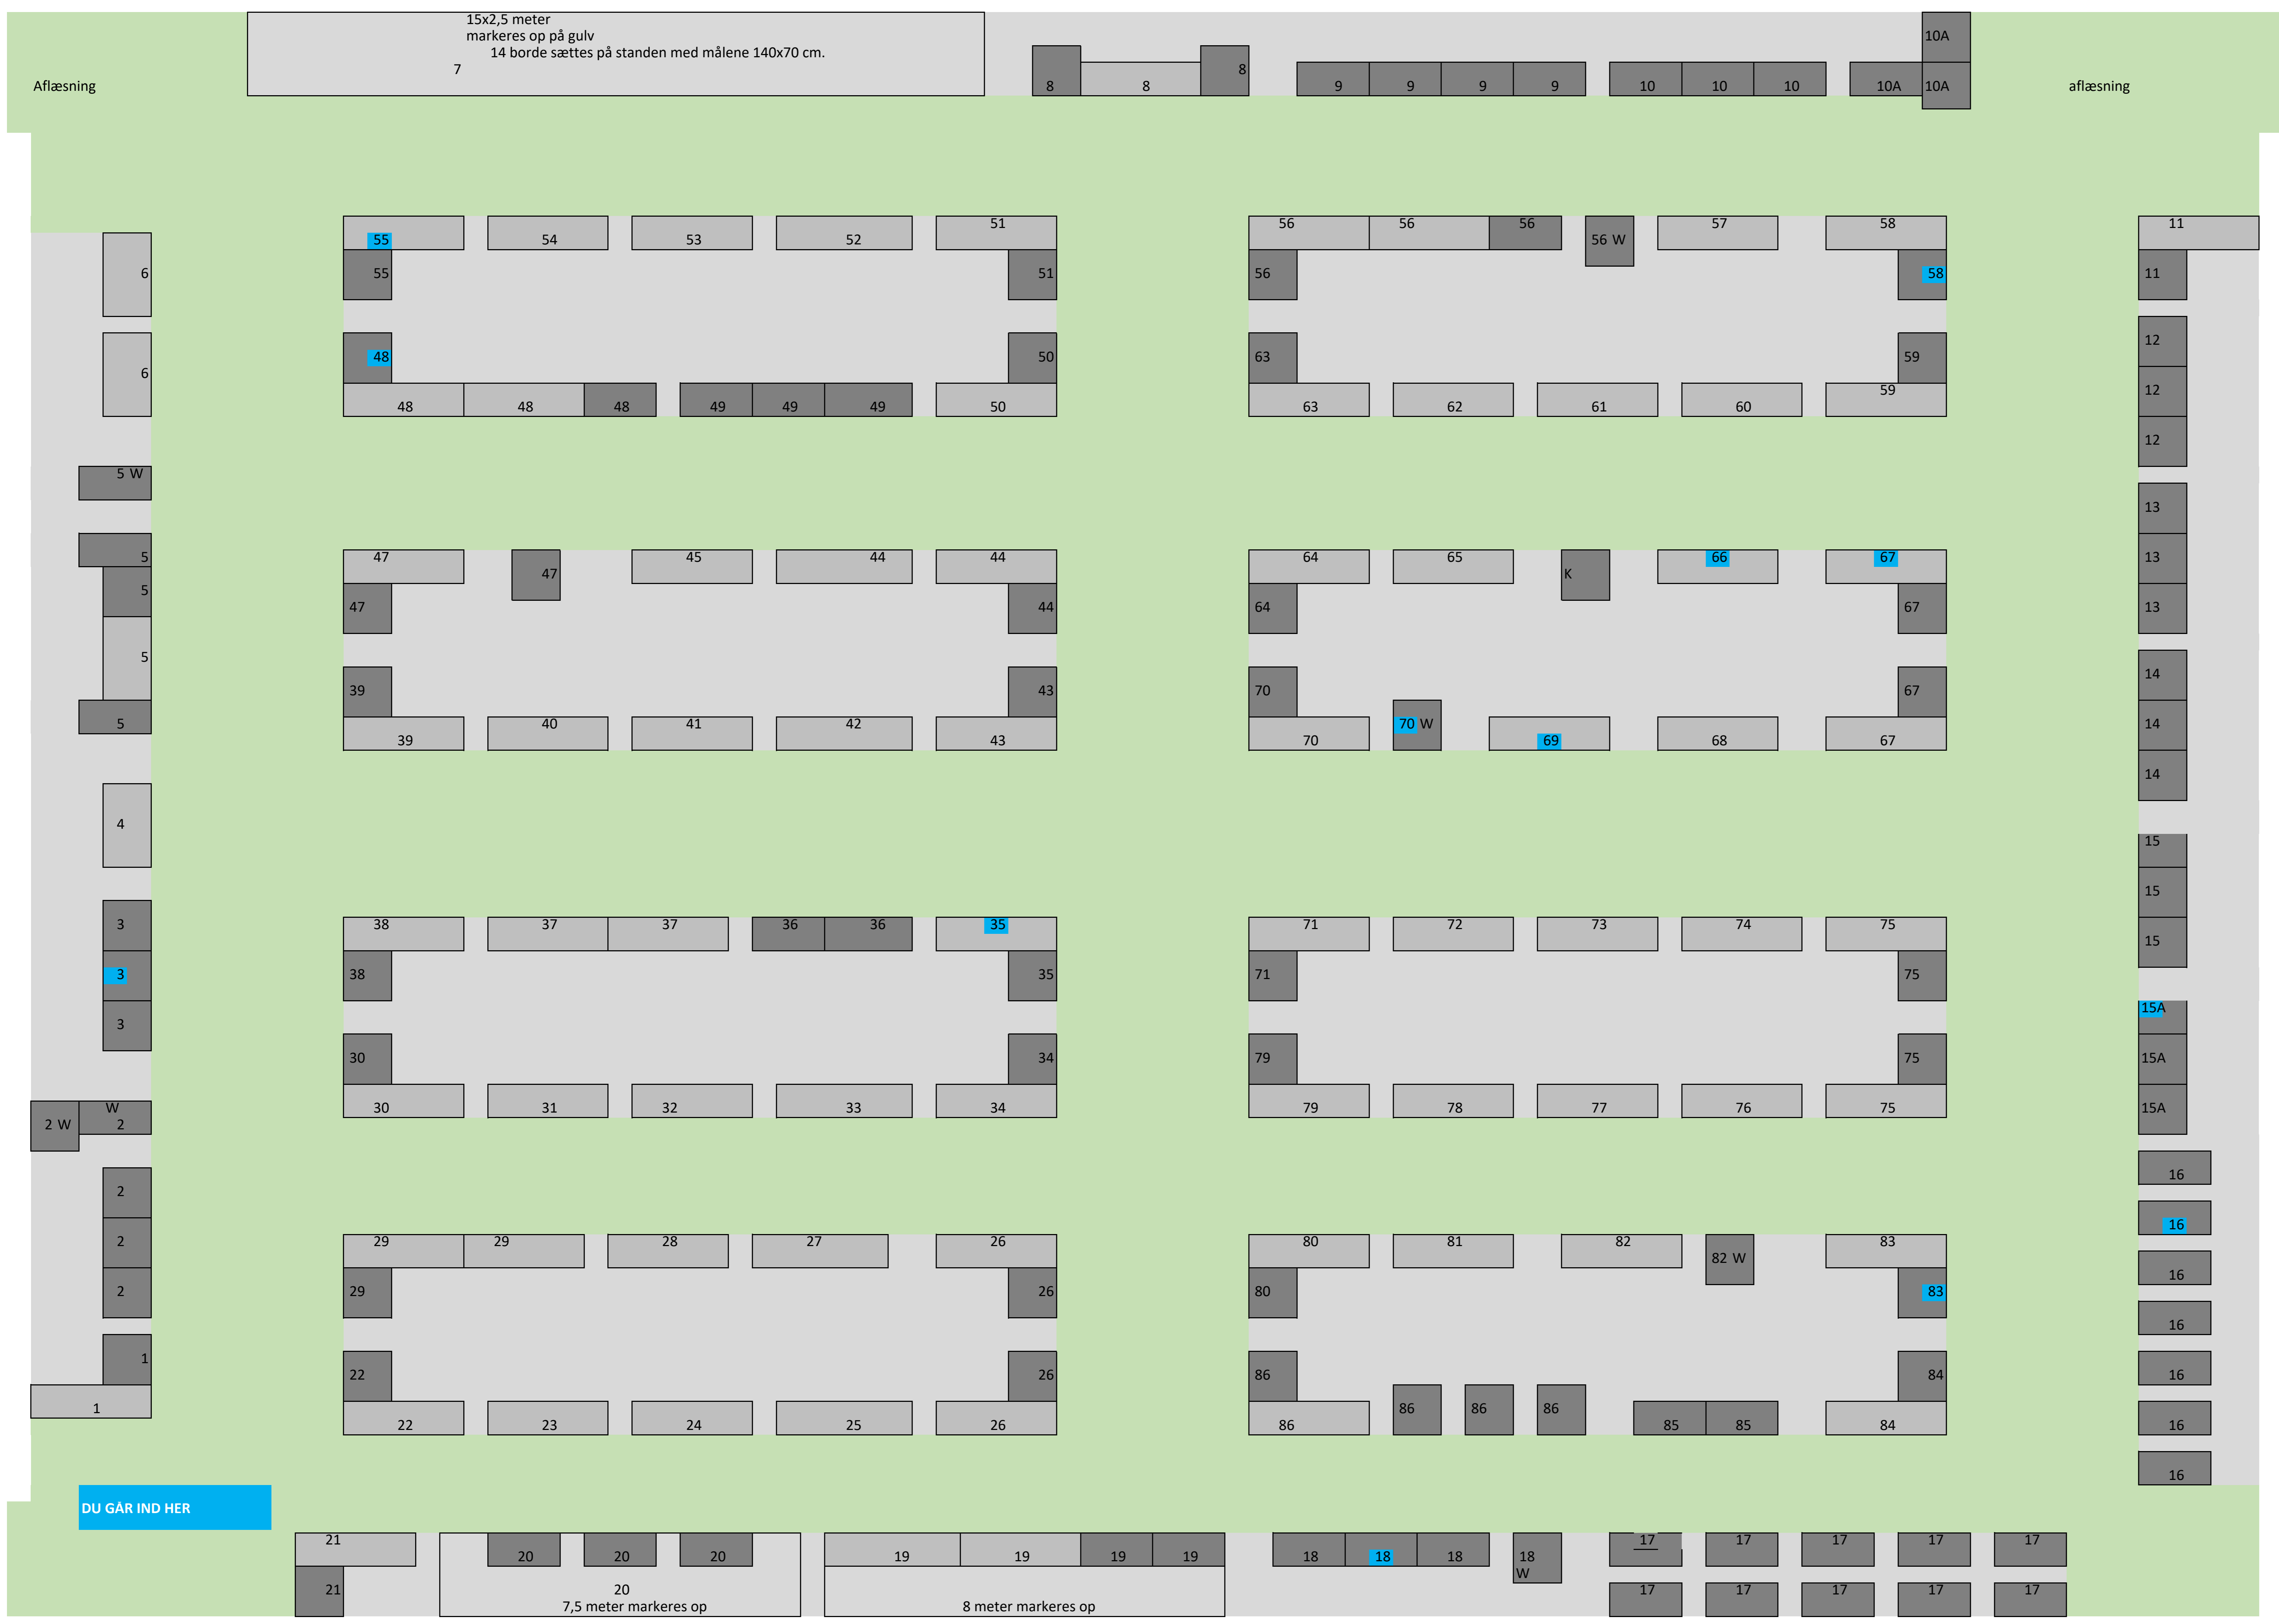 15x2,5 meter
markeres op på gulv
14 borde sættes på standen med målene 140x70 cm.
7
10A
8 8 8 9 9 9 9 10 10 10 10A 10A
Aflæsning
aflæsning
55 54 53 52 51 56 56 56 56 W 57 58 11
6 55 51 56 58 11
6 48 50 63 59 12
48 48 48 49 49 49 50 63 62 61 60 59 12
12
5 W
13
5 47 47 45 44 44 64 65 K 66 67 13
5 47 44 64 67 13
5 39 43 70 67 14
5 39 40 41 42 43 70 70 W 69 68 67 14
14
4
15
15
3 38 37 37 36 36 35 71 72 73 74 75 15
3 38 35 71 75
15A
3 30 34 79 75 15A
W
2 W 2 30 31 32 33 34 79 78 77 76 75 15A
16
2
16
2 29 29 28 27 26 80 81 82 82 W 83
2 29 26 80 83 16
16
1 22 26 86 84 16
1 22 23 24 25 26 86 86 86 86 85 85 84 16
16
DU GÅR IND HER
21 20 20 20 19 19 19 19 18 18 18 18
W
17 17 17 17 17
21 20 17 17 17 17 17
7,5 meter markeres op
8 meter markeres op